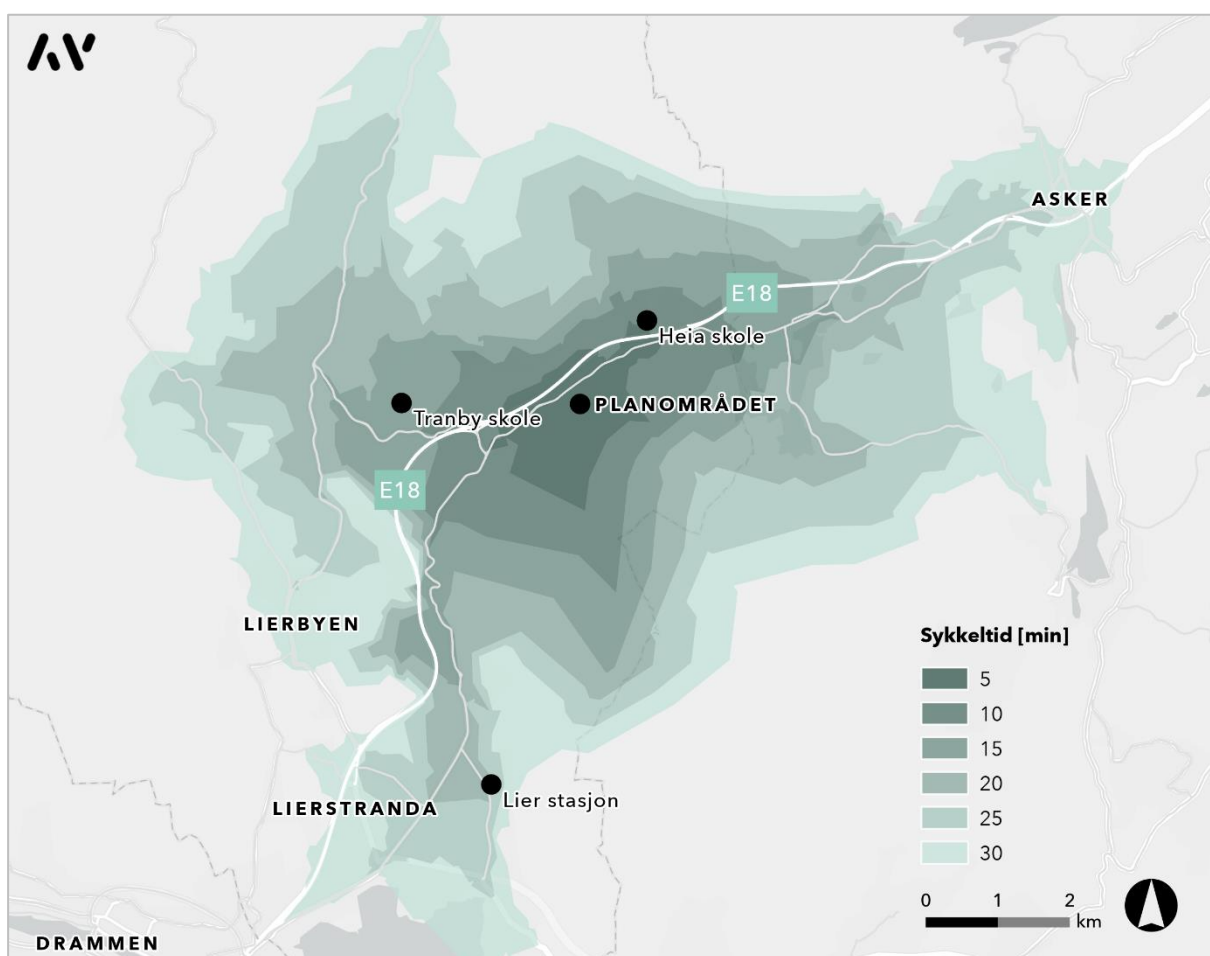 ASKER
E18
Heia skole
PLANOMRÅDET
Tranby skole
E18
LIERBYEN
Sykkeltid [min]
5
10
15
20
25
30
Lier stasjon
LIERSTRANDA
0 1 2
km
DRAMMEN